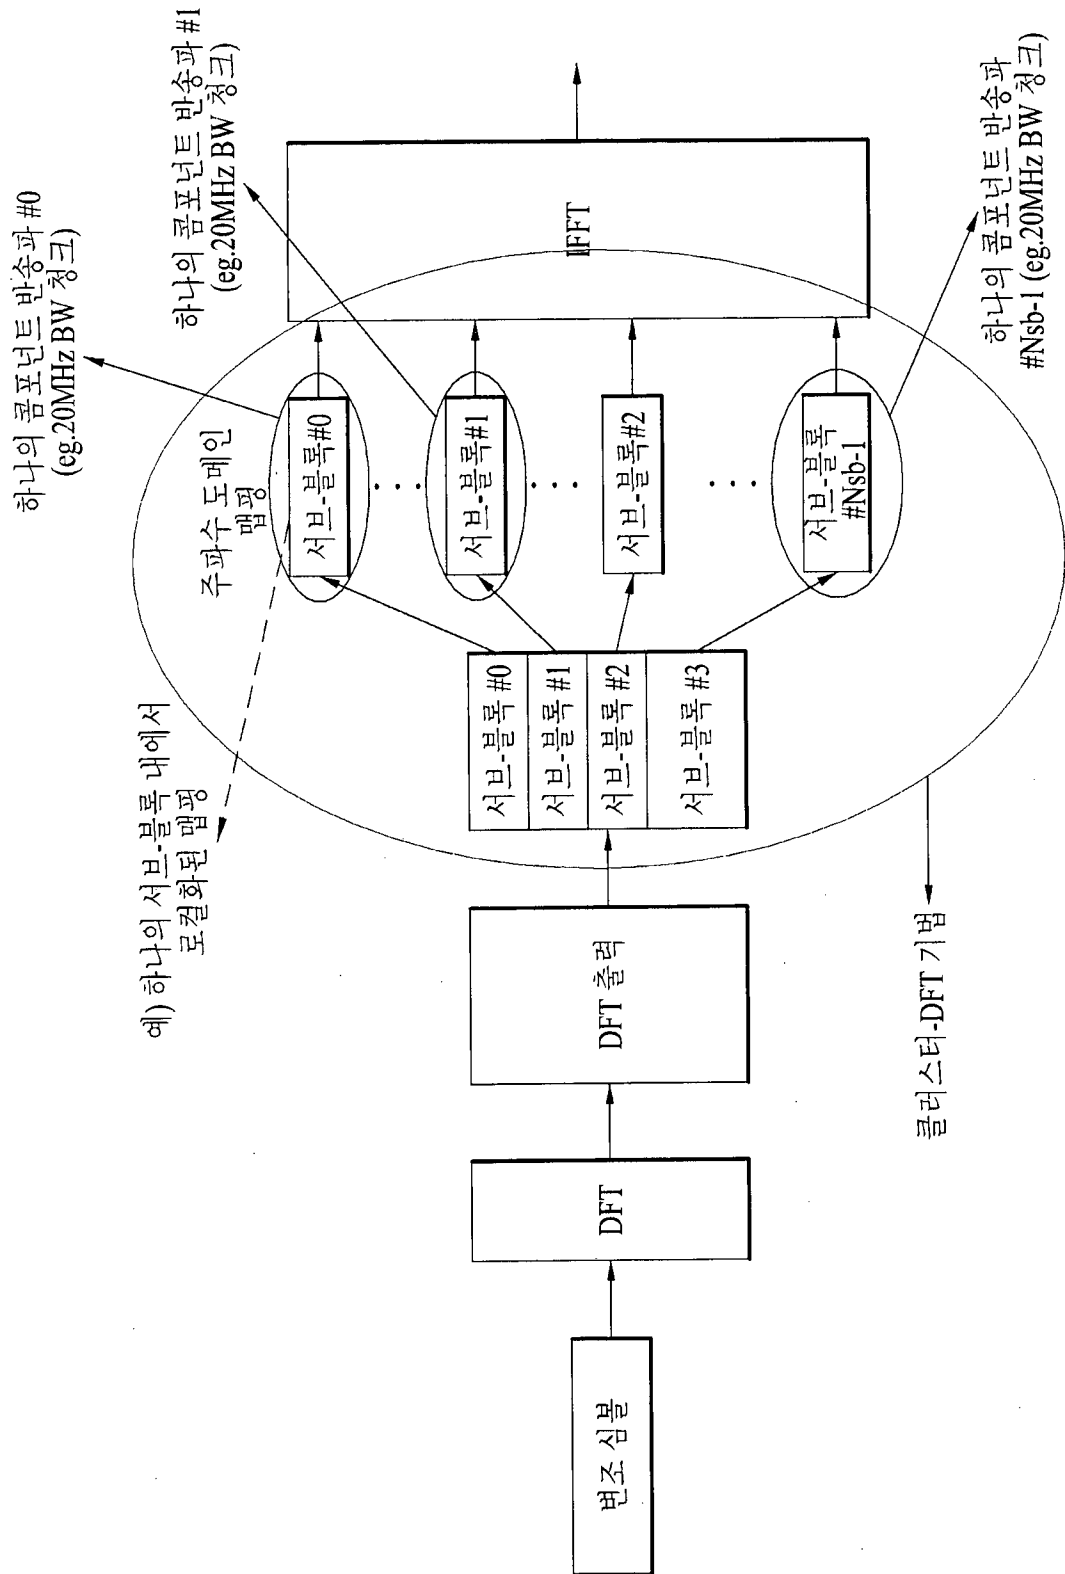 변조 심볼
DFT
DFT 출력
서브-블록 #0
서브-블록 #1
서브-블록 #2
서브-블록 #3
주파수 도메인
맵핑
서브-블록#0
서브-블록#1
서브-블록#2
서브-블록
#Nsb-1
IFFT
하나의 콤포넌트 반송파 #0
(eg.20MHz BW 청크)
하나의 콤포넌트 반송파 #1
(eg.20MHz BW 청크)
하나의 콤포넌트 반송파
#Nsb-1 (eg.20MHz BW 청크)
예) 하나의 서브-블록 내에서
로컬화된 맵핑
클러스터-DFT 기법